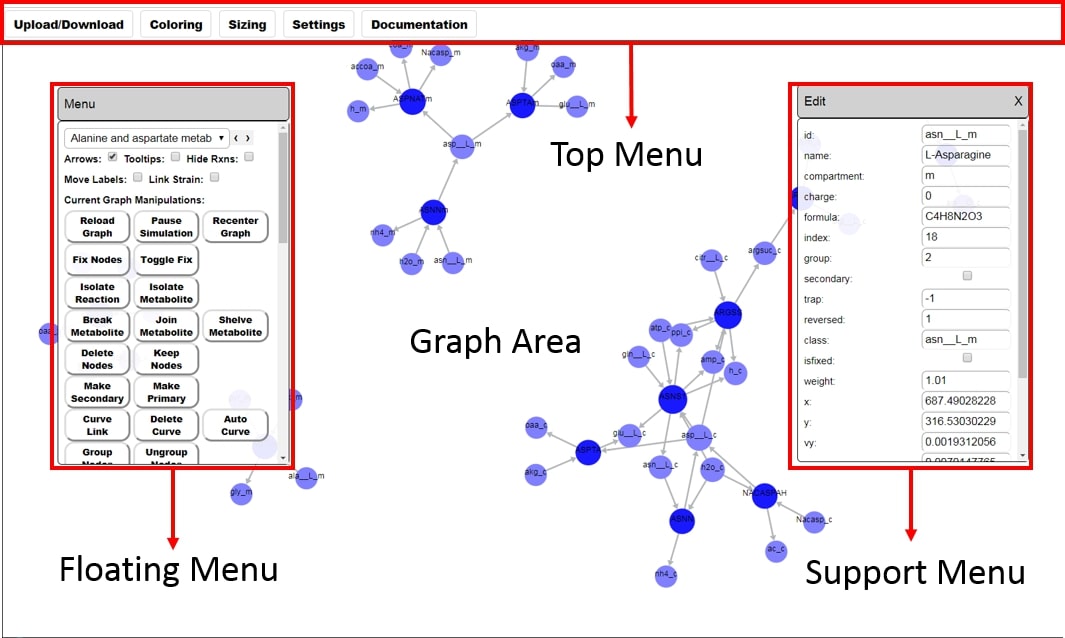 Upload/Download Coloring Sizing Settings Documentation
Nacasp_m
akg_m
accoa_m
oaa_m
h_m
ASPNATm
ASPTAm
glu__L_m
asp__L_m
Top Menu
ASNNm
nh4_m
h2o_m
asn__L_m
Menu
Alanine and aspartate metab
Arrows: Tooltips: Hide Rxns:
Move Labels: Link Strain:
Current Graph Manipulations:
Reload Graph
Pause Simulation
Recenter Graph
Fix Nodes
Toggle Fix
Isolate Reaction
Isolate Metabolite
Break Metabolite
Join Metabolite
Shelve Metabolite
Delete Nodes
Keep Nodes
Make Secondary
Make Primary
Curve Link
Delete Curve
Auto Curve
Group
Ungroup
gly_m
ala__L_m
Floating Menu
Graph Area
argsuc_c
citr__L_c
ARGSS
atp_c
ppi_c
gln__L_c
amp_c
h_c
ASNS1
oaa_c
glu__L_c
asp__L_c
ASPTA
akg_c
asn__L_c
h2o_c
NACASPAH
ASNN
Nacasp_c
ac_c
nh4_c
Edit X
id: asn__L_m
name: L-Asparagine
compartment: m
charge: 0
formula: C4H8N2O3
index: 18
group: 2
secondary:
trap: -1
reversed: 1
class: asn__L_m
isfixed:
weight: 1.01
x: 687.49028228
y: 316.53030229
vy: 0.0019312056
Support Menu